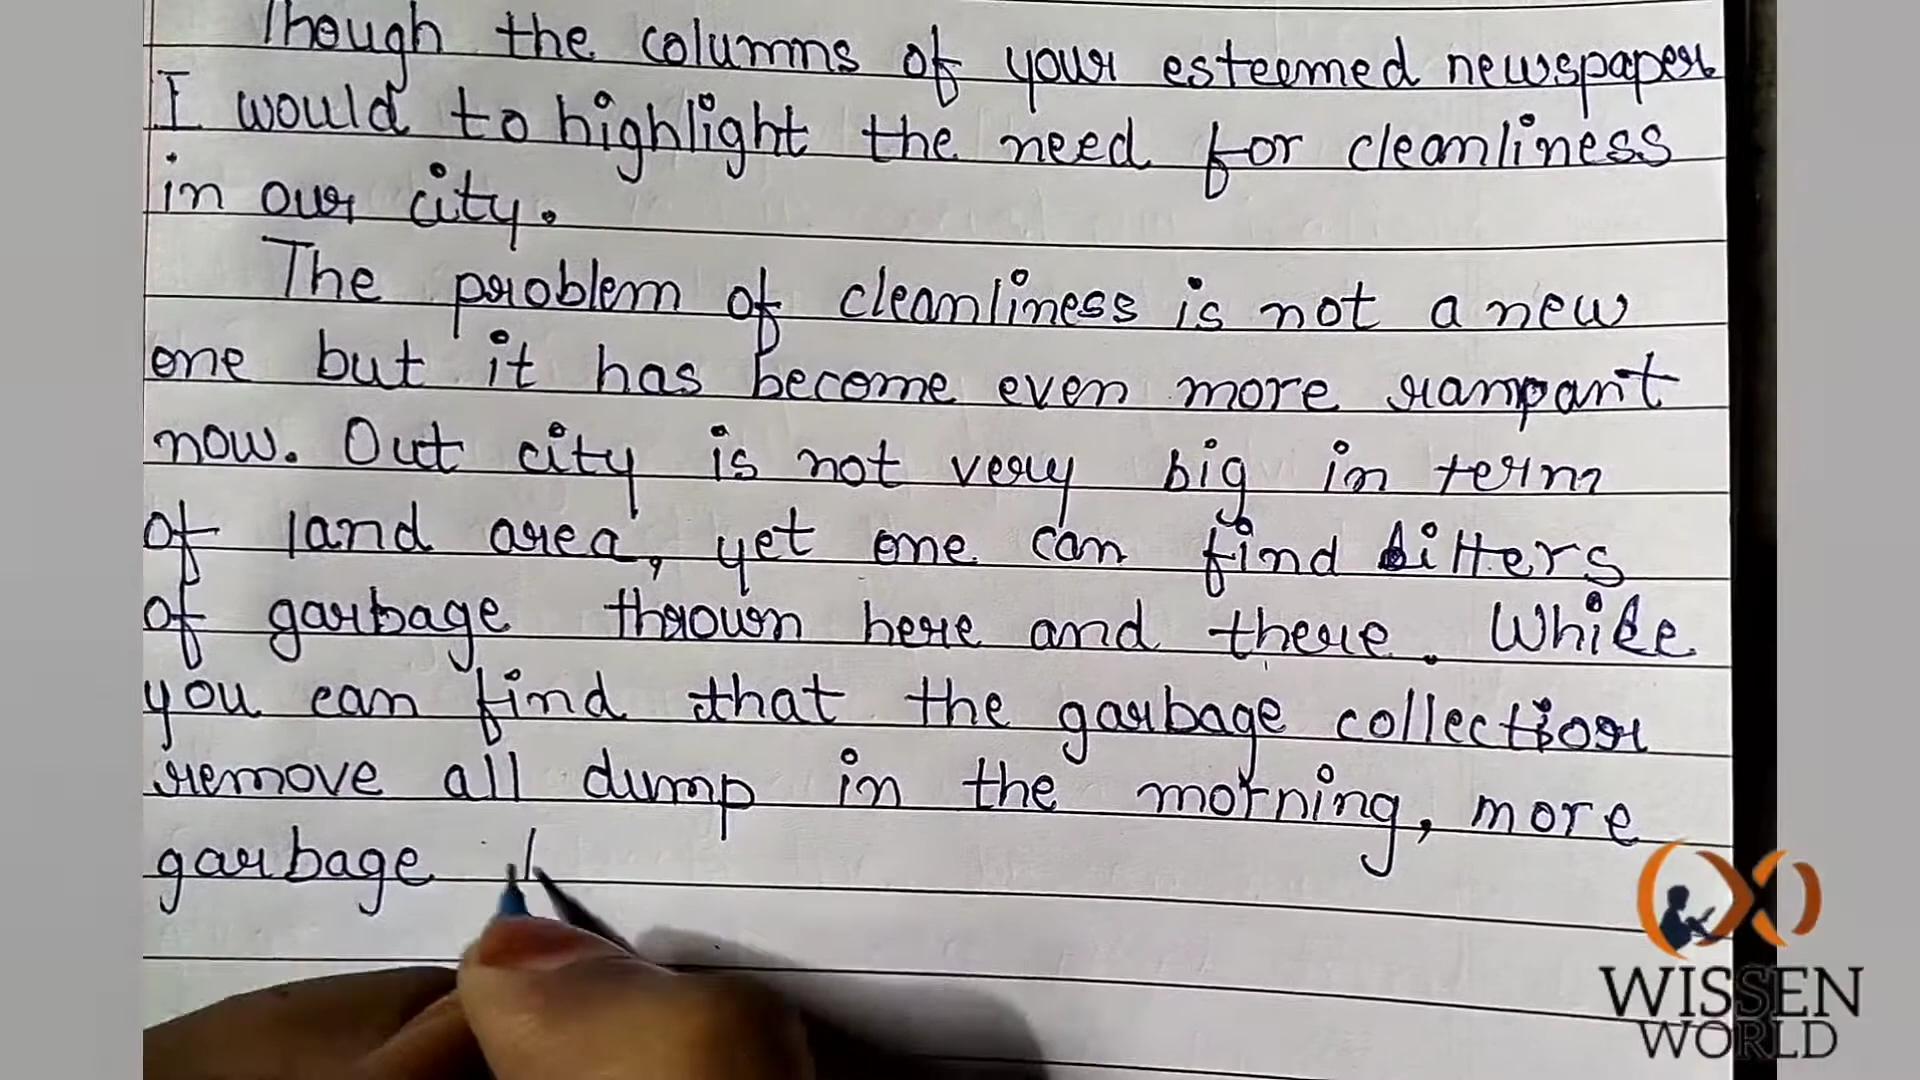 Though the columns of your esteemed newspaper
I would to highlight the need for cleanliness
in our city.
The problem of cleanliness is not a new
one but it has become even more rampant
now. Out city is not very big in term
of land area, yet one can find litters
of garbage thrown here and there. While
you can find that the garbage collection
remove all dump in the morning, more
garbage
WISSEN
WORLD